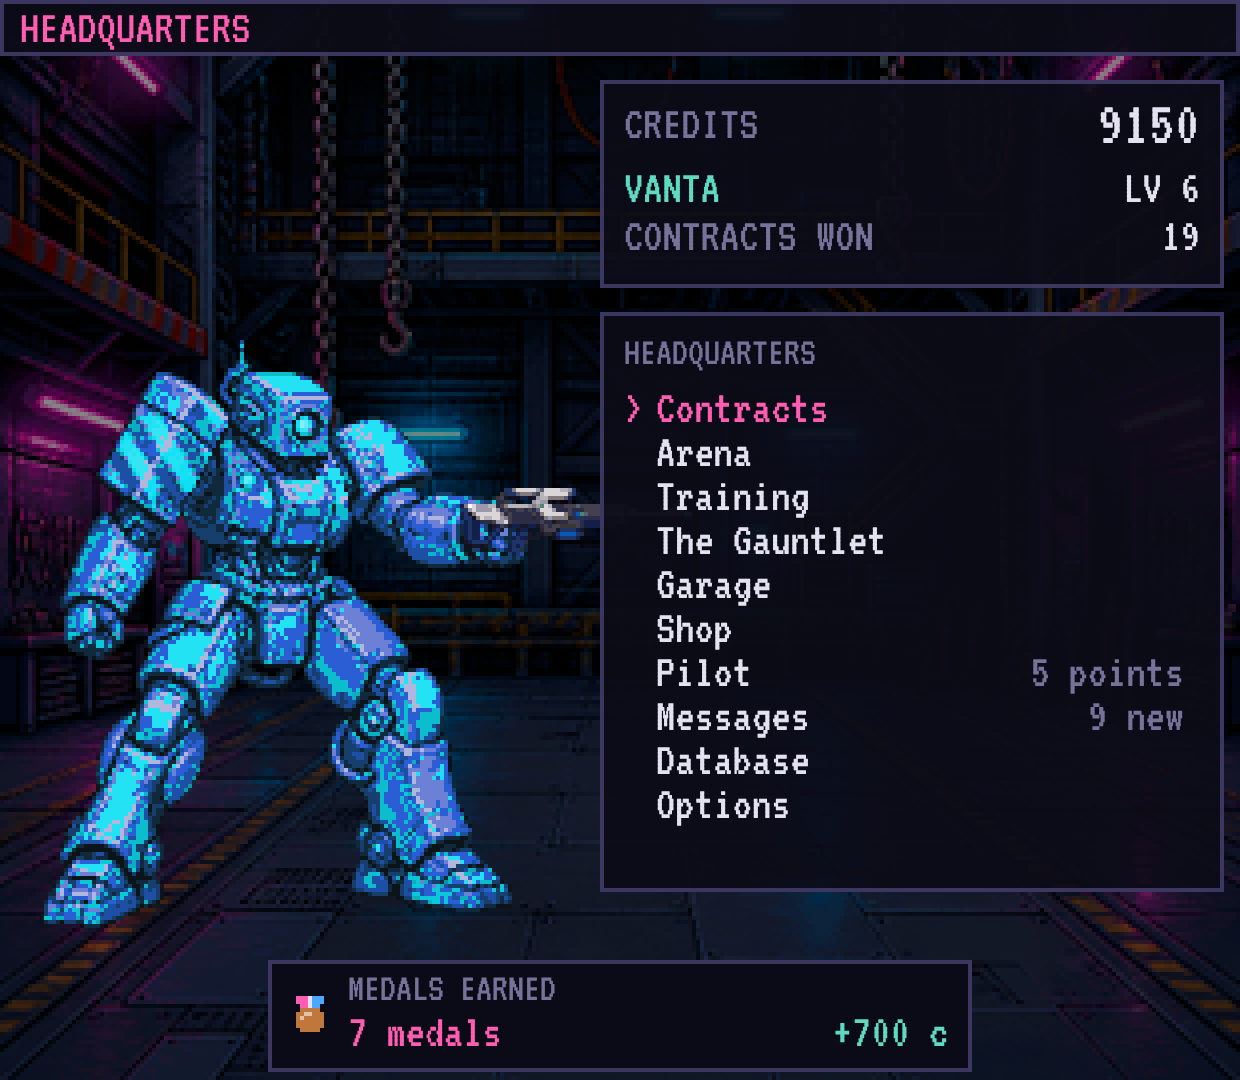 HEADQUARTERS
CREDITS 9150
VANTA LV 6
CONTRACTS WON 19
HEADQUARTERS
> Contracts
Arena
Training
The Gauntlet
Garage
Shop
Pilot 5 points
Messages 9 new
Database
Options
MEDALS EARNED
7 medals +700 c